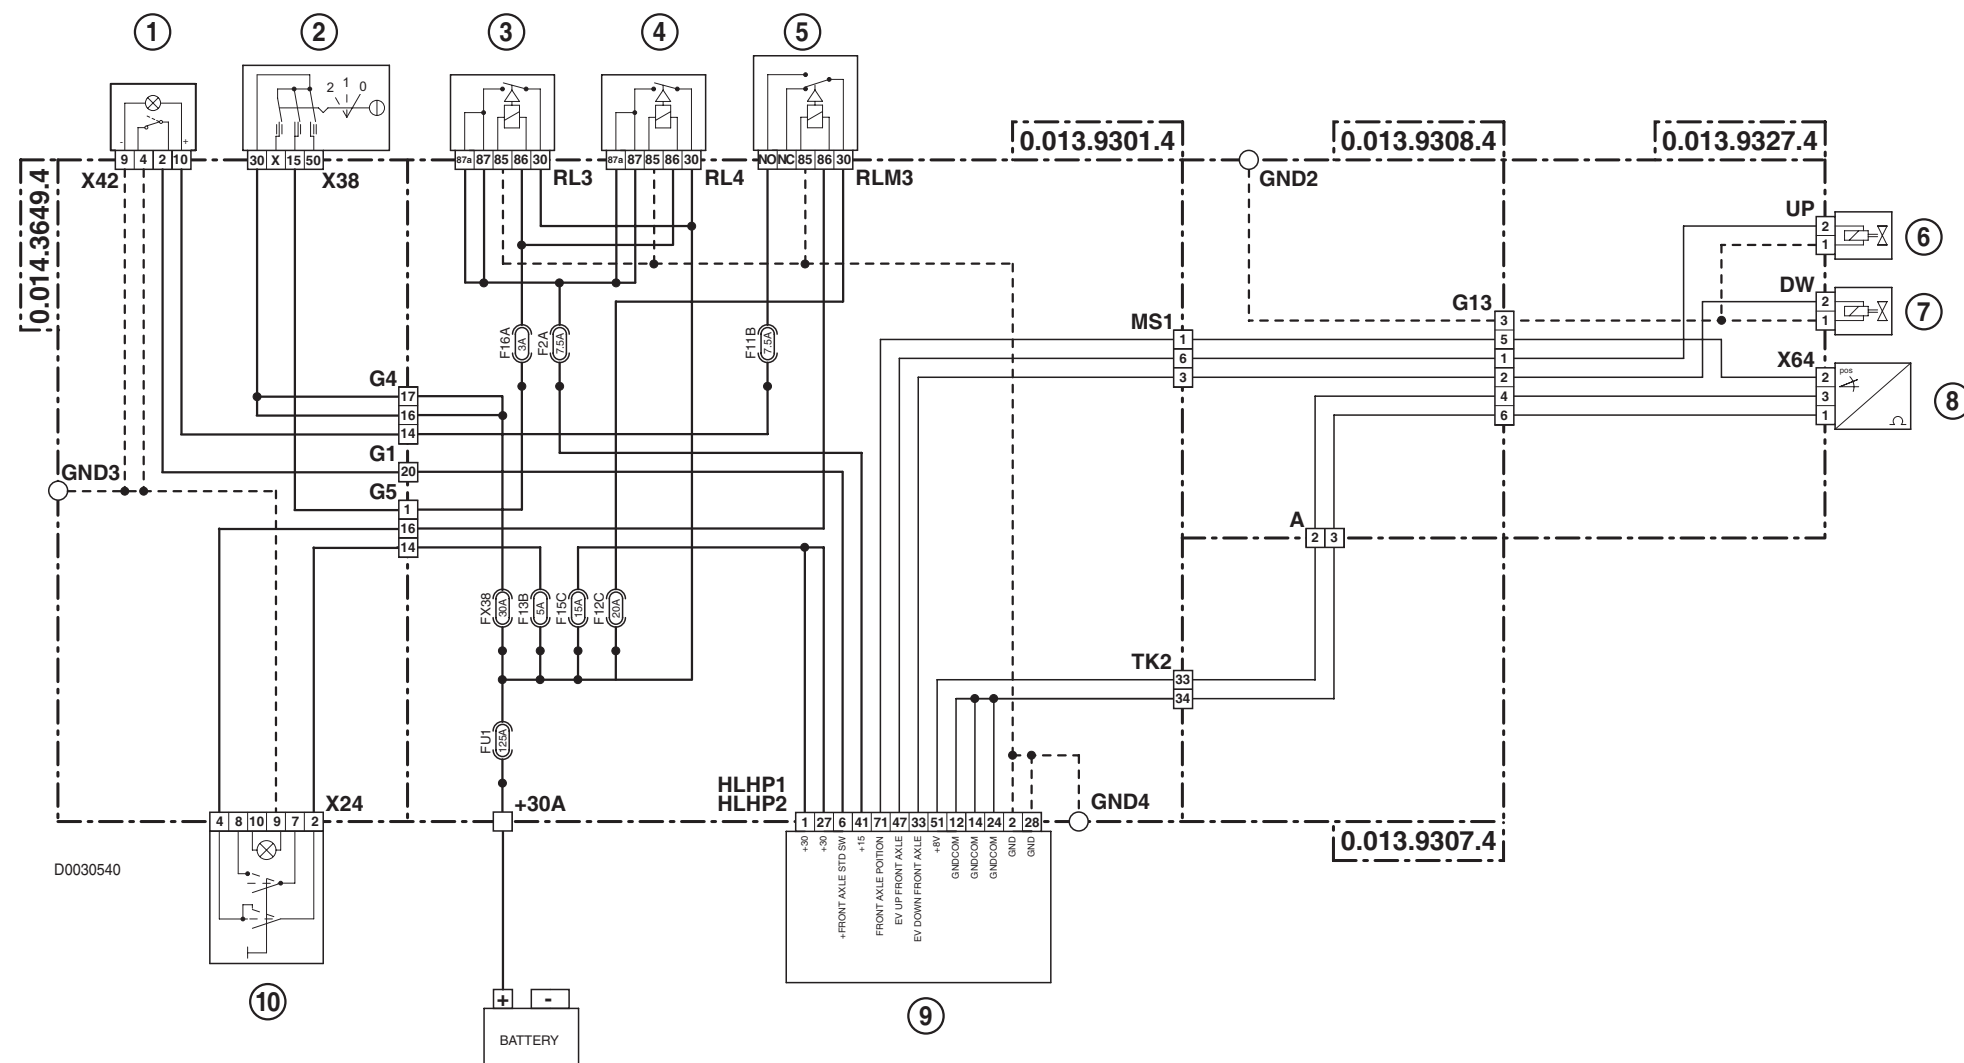 1 2 3 4 5
2 1 0
- +
9 4 2 10
X42
30 X 15 50
X38
87a 87 85 86 30
RL3
87a 87 85 86 30
RL4
NO NC 85 86 30
RLM3
0.013.9301.4
0.013.9308.4
0.013.9327.4
0.014.3649.4
GND2
UP
2
1
6
DW
2
1
7
G13
3
5
1
2
4
6
MS1
1
6
3
X64
2
3
1
pos
Ω
8
F16A 3A
F2A 7.5A
F11B 7.5A
G4
17
16
14
G1
20
GND3
G5
1
16
14
A
2 3
FX38 30A
F13B 5A
F15C 15A
F12C 20A
TK2
33
34
FU1 125A
HLHP1
HLHP2
GND4
X24
+30A
4 8 10 9 7 2
1 27 6 41 71 47 33 51 12 14 24 2 28
+30
+30
+FRONT AXLE STD SW
+15
FRONT AXLE POITION
EV UP FRONT AXLE
EV DOWN FRONT AXLE
+8V
GNDCOM
GNDCOM
GNDCOM
GND
GND
0.013.9307.4
D0030540
10
+ -
BATTERY
9